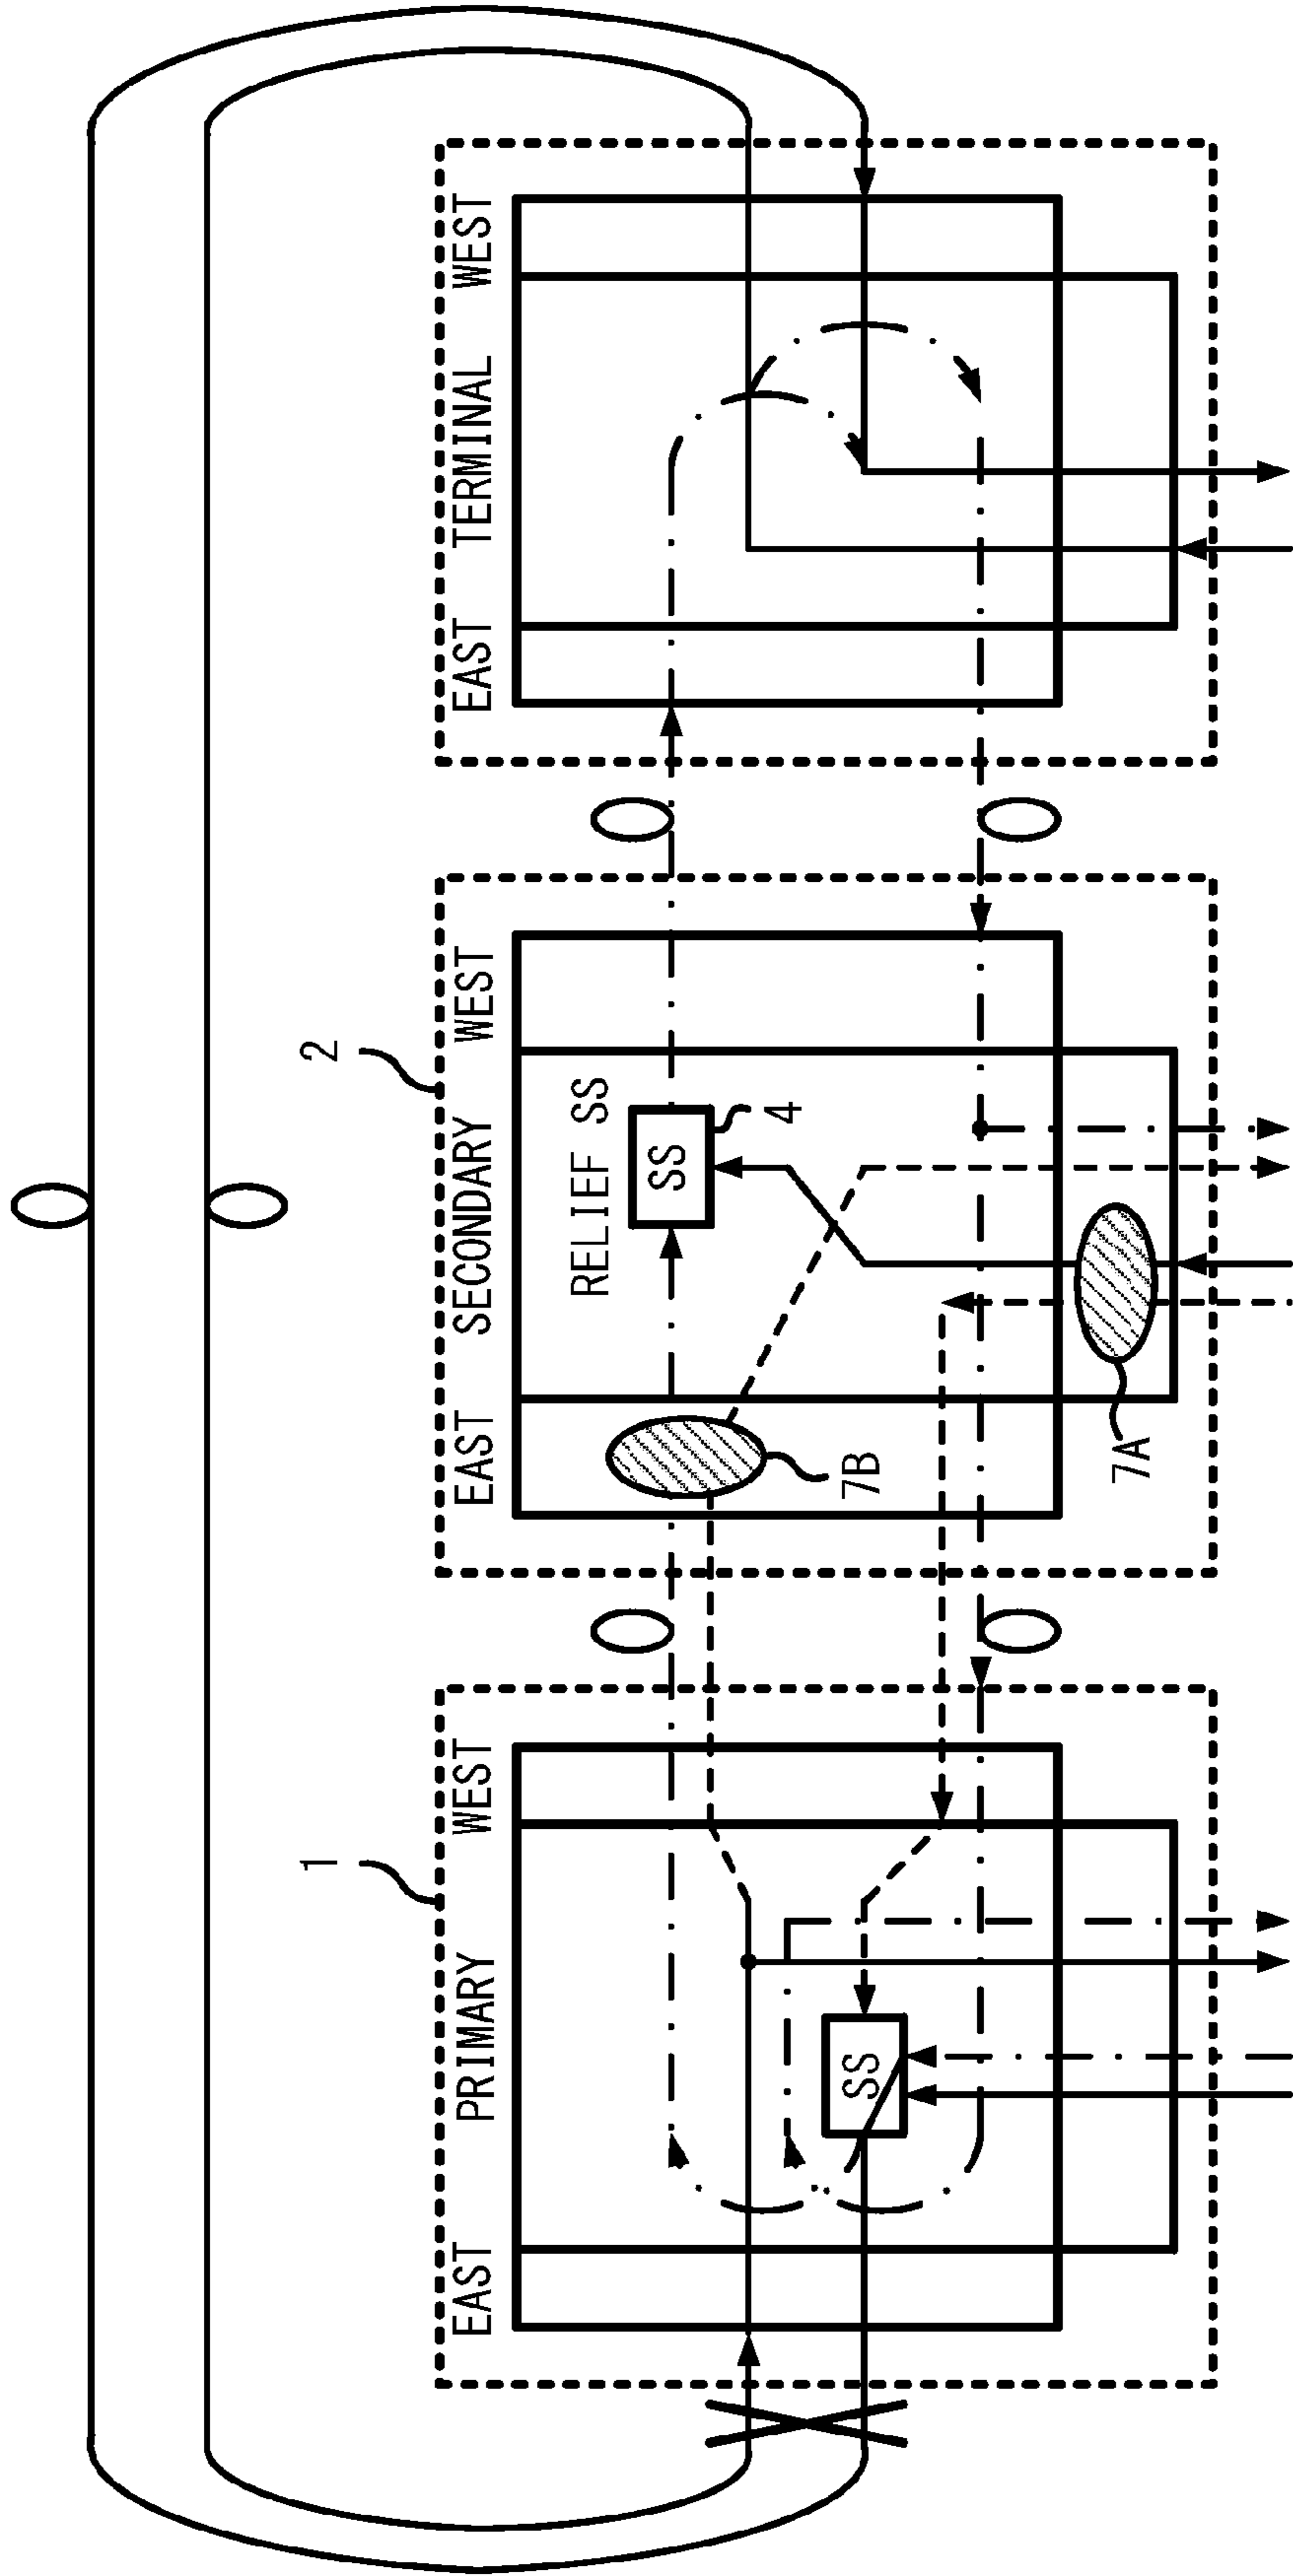 1
EAST PRIMARY WEST
SS
2
EAST SECONDARY WEST
RELIEF SS
SS
4
7B
7A
EAST TERMINAL WEST